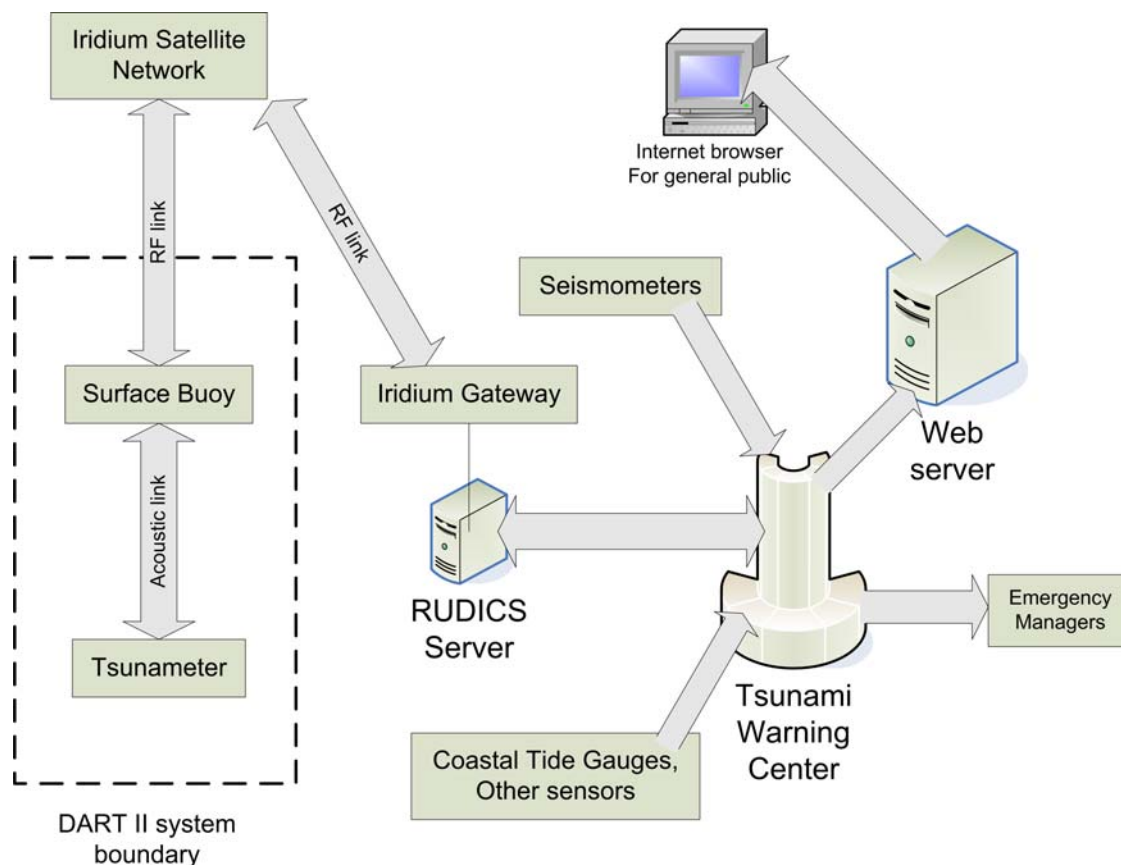 Iridium Satellite
Network
Internet browser
For general public
RF link
RF link
Seismometers
Surface Buoy
Iridium Gateway
Web
server
Acoustic link
RUDICS
Server
Emergency
Managers
Tsunameter
Tsunami
Warning
Center
Coastal Tide Gauges,
Other sensors
DART II system
boundary